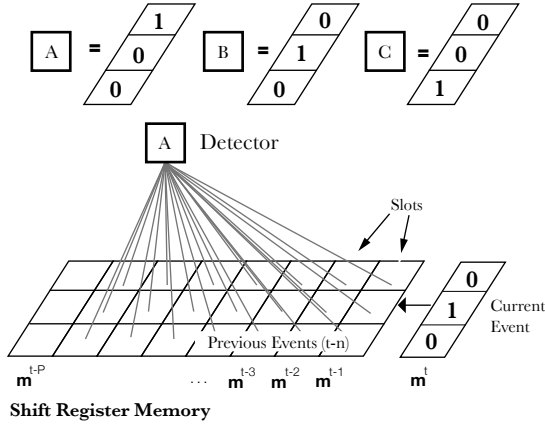 1 0 0
A = 0 B = 1 C = 0
0 0 1
A Detector
Slots
0
1
0
Current
Event
Previous Events (t-n)
m^t-P ... m^t-3 m^t-2 m^t-1 m^t
Shift Register Memory